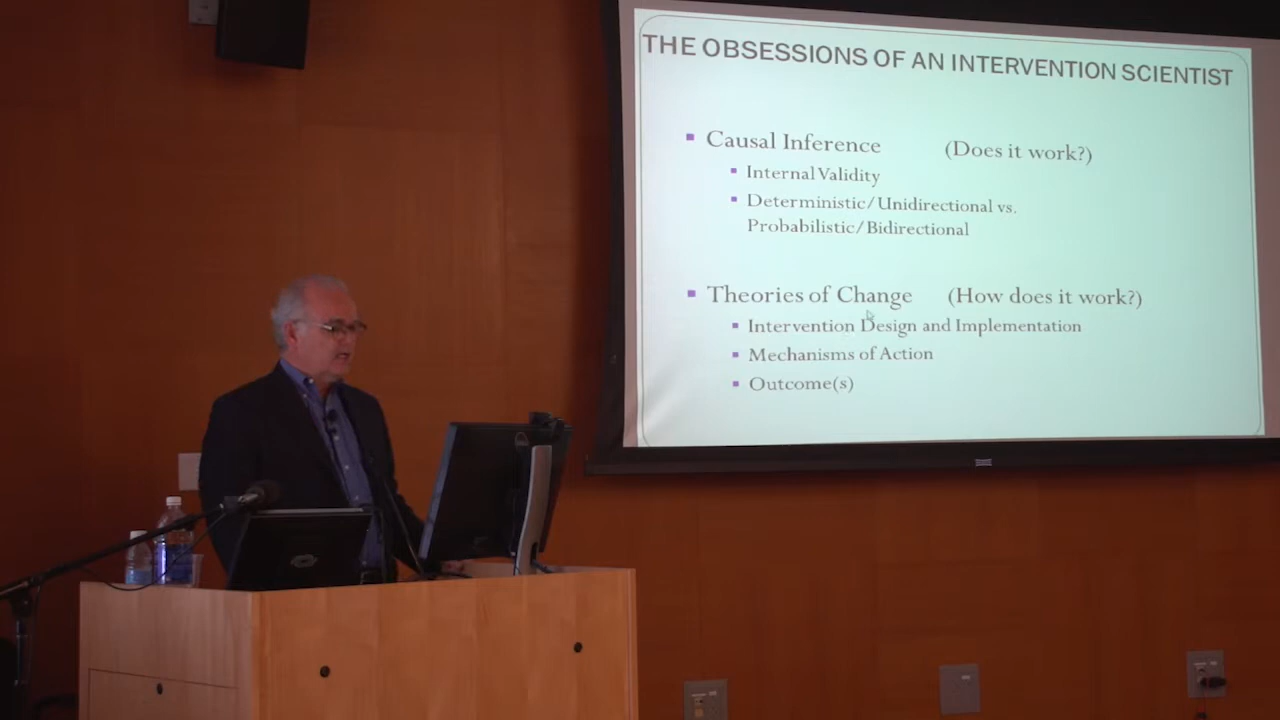 THE OBSESSIONS OF AN INTERVENTION SCIENTIST
Causal Inference (Does it work?)
Internal Validity
Deterministic/Unidirectional vs.
Probabilistic/Bidirectional
Theories of Change (How does it work?)
Intervention Design and Implementation
Mechanisms of Action
Outcome(s)